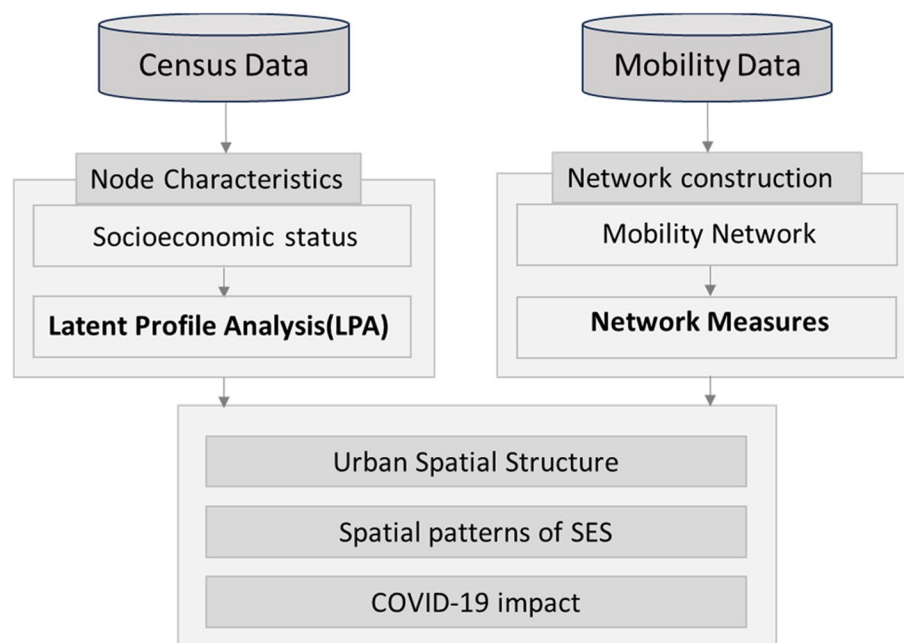 Census Data
Mobility Data
Node Characteristics
Socioeconomic status
Latent Profile Analysis(LPA)
Network construction
Mobility Network
Network Measures
Urban Spatial Structure
Spatial patterns of SES
COVID-19 impact